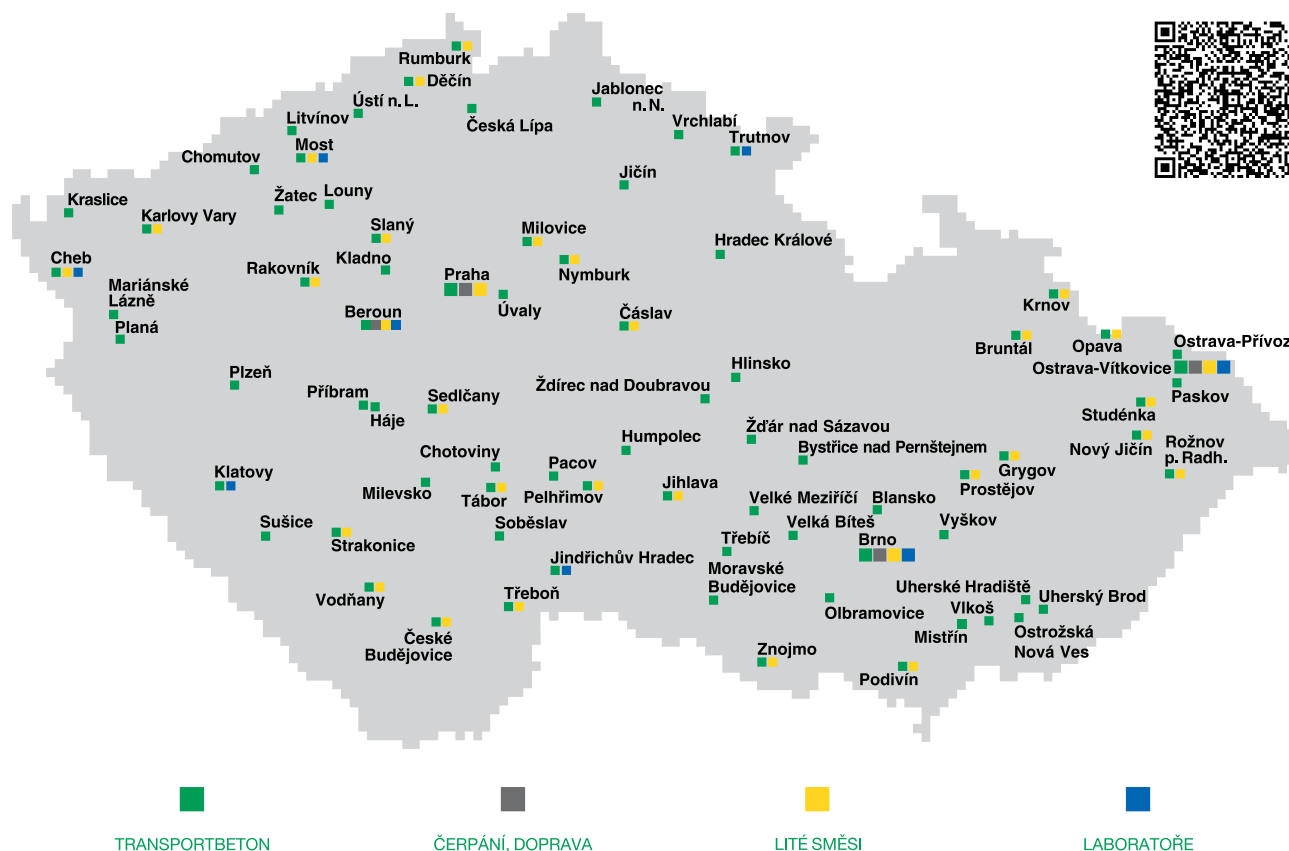 Rumburk
Děčín
Ústí n. L.
Litvínov
Most
Chomutov
Česká Lípa
Jablonec
n. N.
Vrchlabí
Trutnov
Jičín
Kraslice
Karlovy Vary
Žatec
Louny
Slaný
Kladno
Milovice
Nymburk
Hradec Králové
Cheb
Mariánské
Lázně
Planá
Rakovník
Beroun
Praha
Úvaly
Čáslav
Krnov
Bruntál
Opava
Ostrava-Přívoz
Ostrava-Vítkovice
Paskov
Studénka
Nový Jičín
Rožnov
p. Radh.
Plzeň
Příbram
Háje
Sedlčany
Ždírec nad Doubravou
Hlinsko
Žďár nad Sázavou
Bystřice nad Pernštejnem
Humpolec
Grygov
Prostějov
Klatovy
Chotoviny
Milevsko
Tábor
Pacov
Pelhřimov
Jihlava
Velké Meziříčí
Blansko
Velká Bíteš
Brno
Vyškov
Sušice
Strakonice
Soběslav
Jindřichův Hradec
Třebíč
Moravské
Budějovice
Vodňany
Třeboň
České
Budějovice
Olbramovice
Uherské Hradiště
Uherský Brod
Vlkoš
Mistřín
Ostrožská
Nová Ves
Znojmo
Podivín
TRANSPORTBETON
ČERPÁNÍ, DOPRAVA
LITÉ SMĚSI
LABORATOŘE